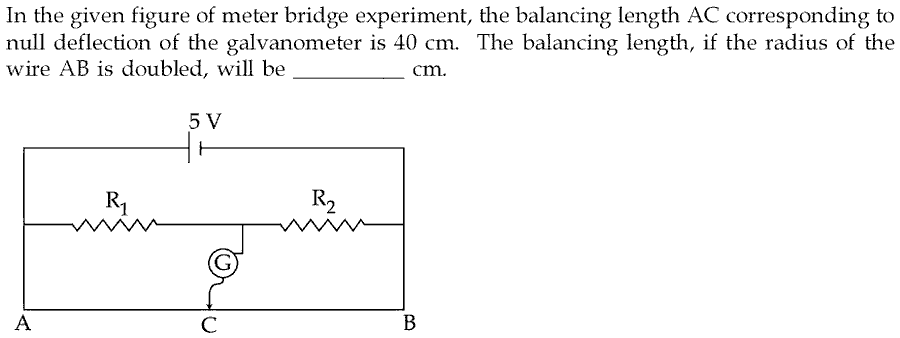 In the given figure of meter bridge experiment, the balancing length AC corresponding to
null deflection of the galvanometer is 40 cm. The balancing length, if the radius of the
wire AB is doubled, will be __________ cm.
5 V
R₁ R₂
G
A C B